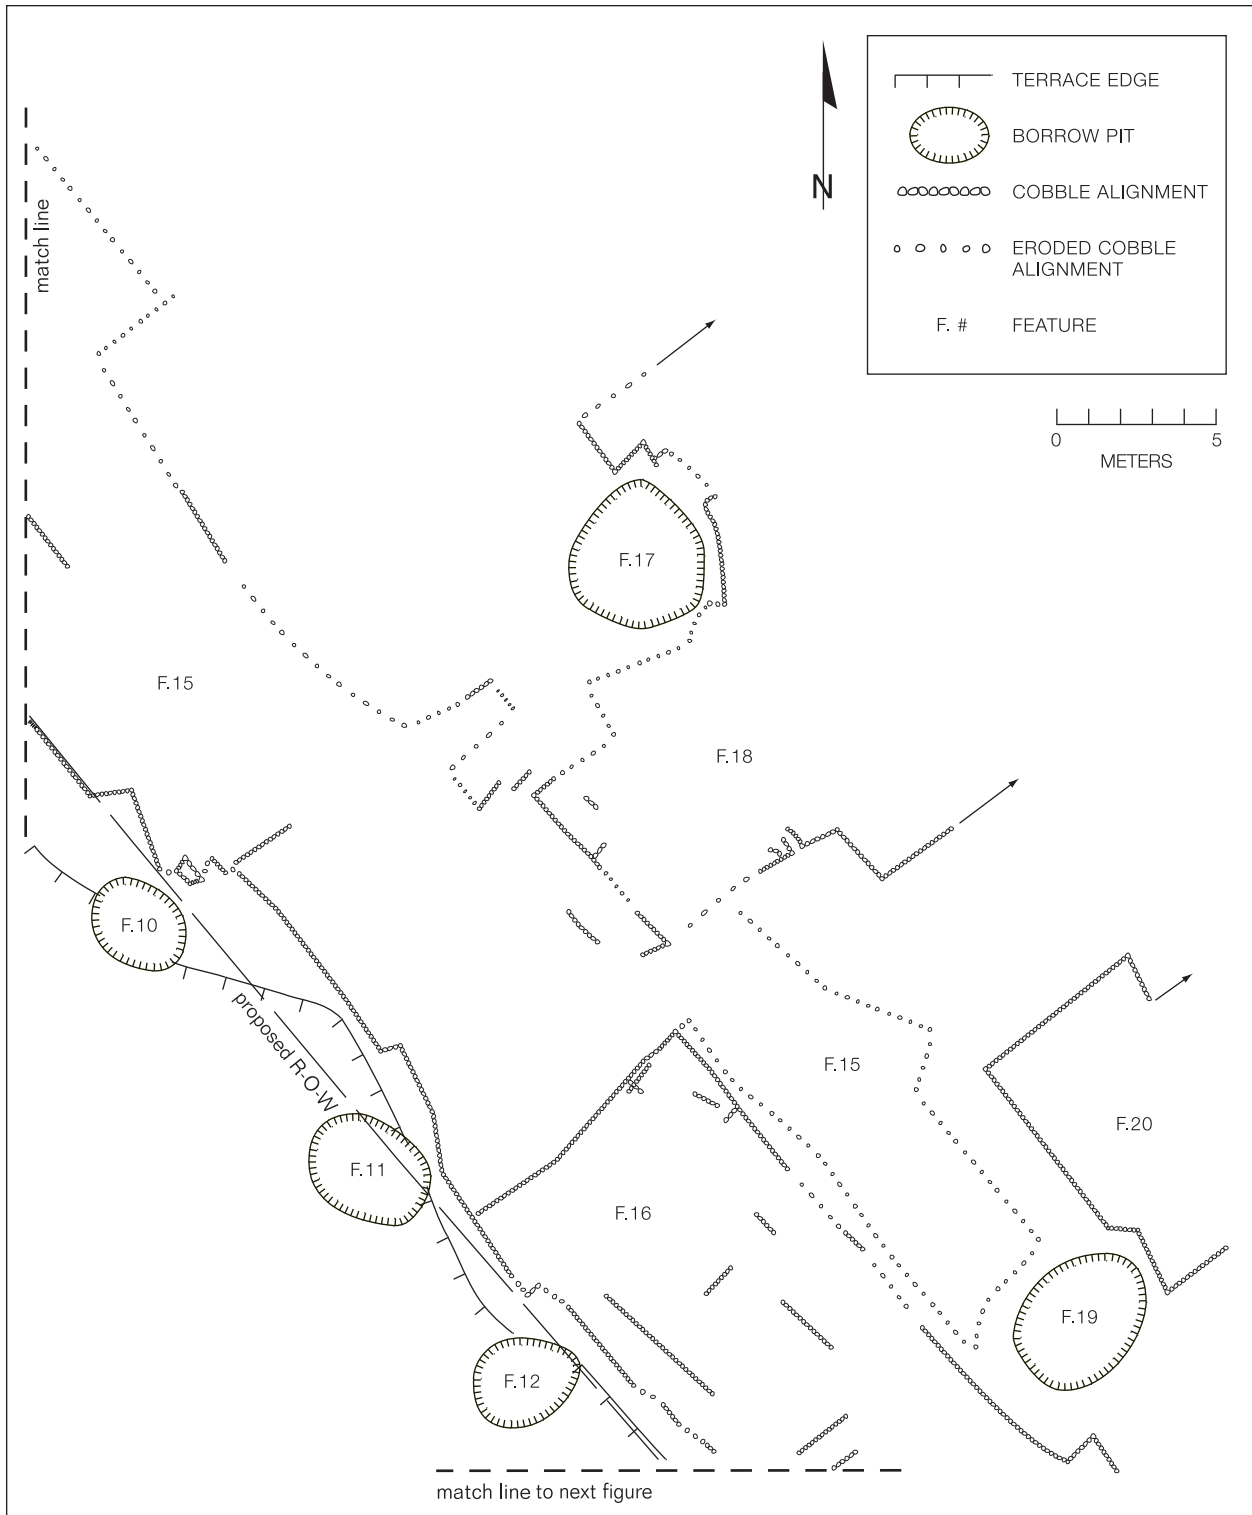 TERRACE EDGE
BORROW PIT
N
COBBLE ALIGNMENT
ERODED COBBLE
ALIGNMENT
F. # FEATURE
match line
0 5
METERS
F.17
F.15
F.18
F.10
proposed R-O-W
F.15
F.20
F.11
F.16
F.19
F.12
match line to next figure